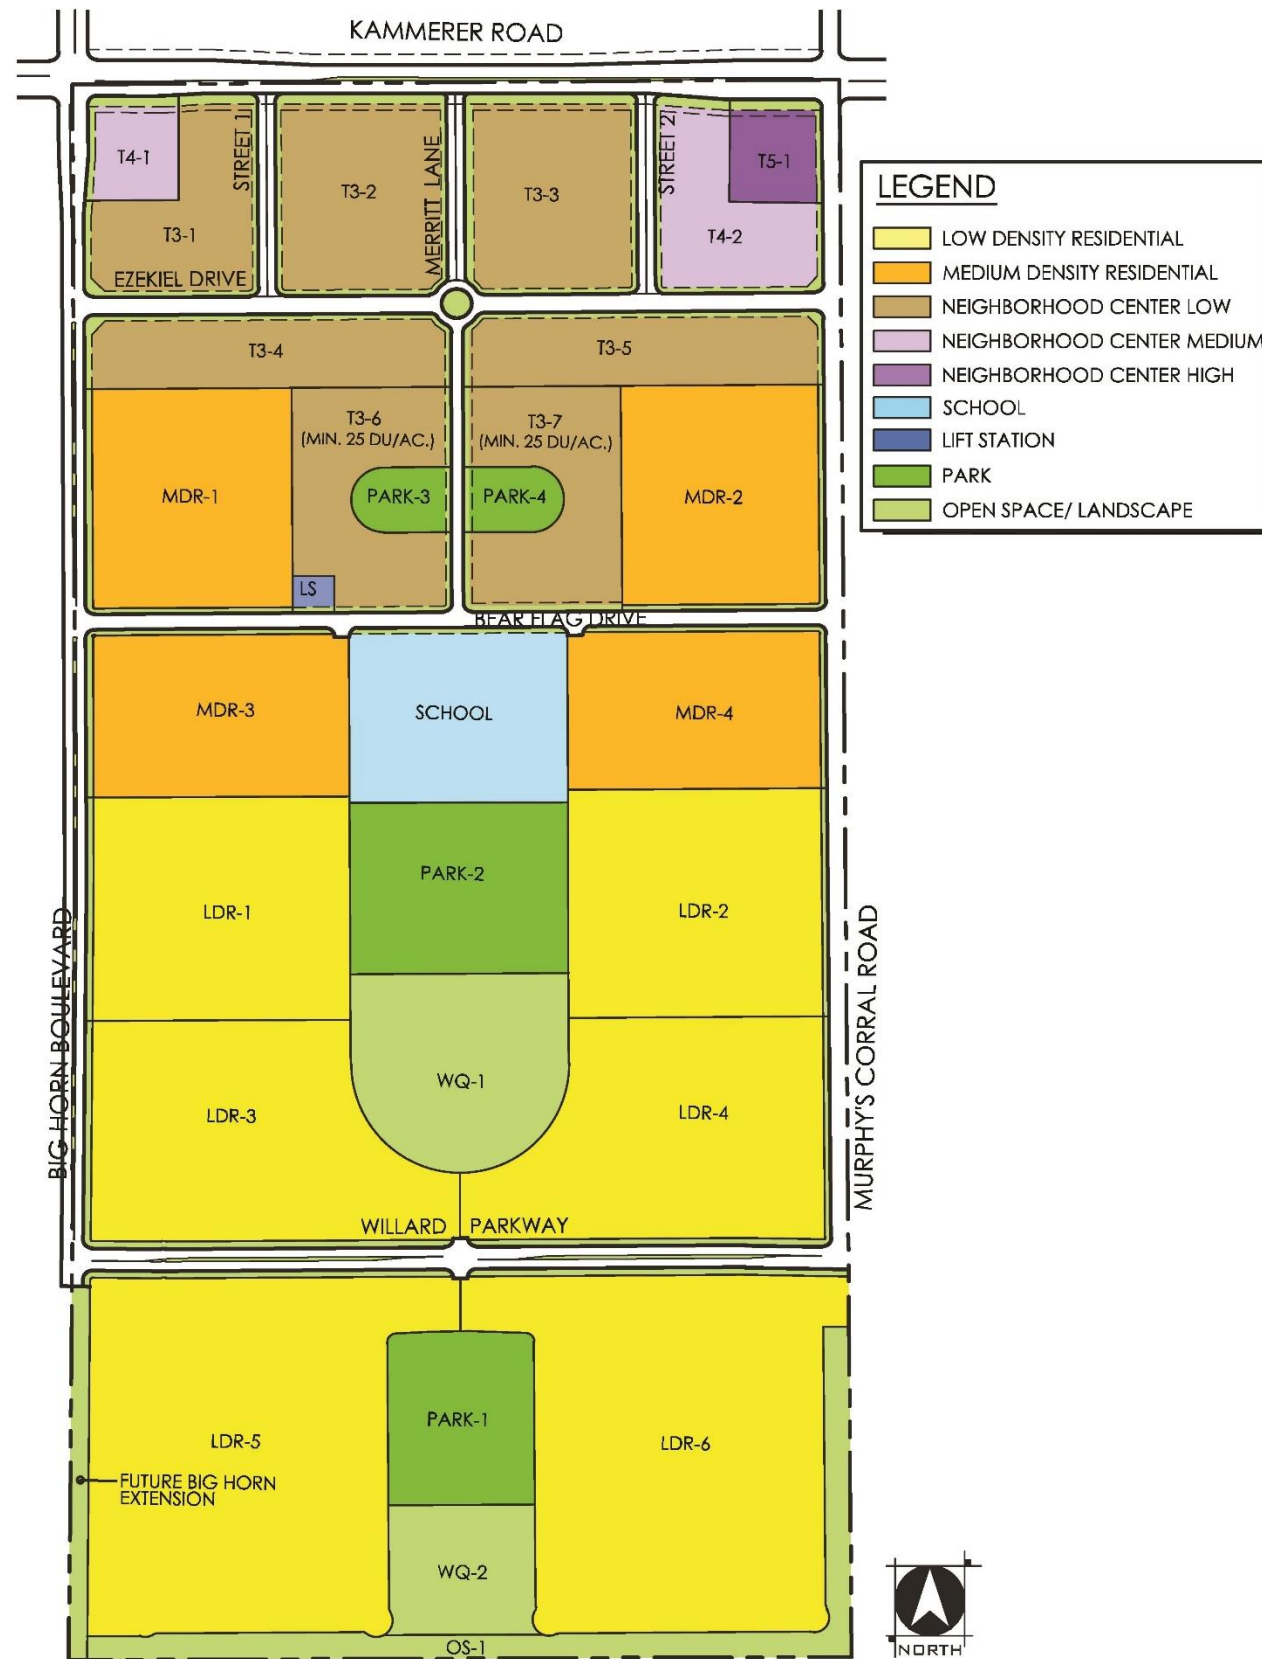 KAMMERER ROAD
T4-1
STREET 1
T3-1
EZEKIEL DRIVE
T3-2
MERRITT LANE
T3-3
STREET 2
T5-1
T4-2
LEGEND
LOW DENSITY RESIDENTIAL
MEDIUM DENSITY RESIDENTIAL
NEIGHBORHOOD CENTER LOW
NEIGHBORHOOD CENTER MEDIUM
NEIGHBORHOOD CENTER HIGH
SCHOOL
LIFT STATION
PARK
OPEN SPACE/ LANDSCAPE
T3-4
T3-5
T3-6
(MIN. 25 DU/AC.)
T3-7
(MIN. 25 DU/AC.)
MDR-1
PARK-3
PARK-4
MDR-2
LS
BEAR FLAG DRIVE
MDR-3
SCHOOL
MDR-4
PARK-2
LDR-1
LDR-2
BIG HORN BOULEVARD
MURPHY'S CORRAL ROAD
WQ-1
LDR-3
LDR-4
WILLARD PARKWAY
PARK-1
LDR-5
LDR-6
FUTURE BIG HORN
EXTENSION
WQ-2
OS-1
NORTH